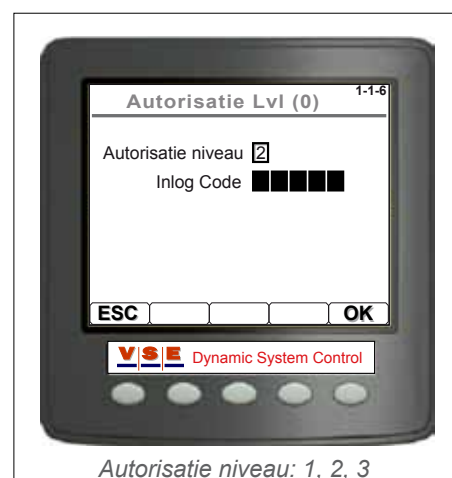 Autorisatie Lvl (0) 1-1-6
Autorisatie niveau 2
Inlog Code
ESC OK
VSE Dynamic System Control
Autorisatie niveau: 1, 2, 3